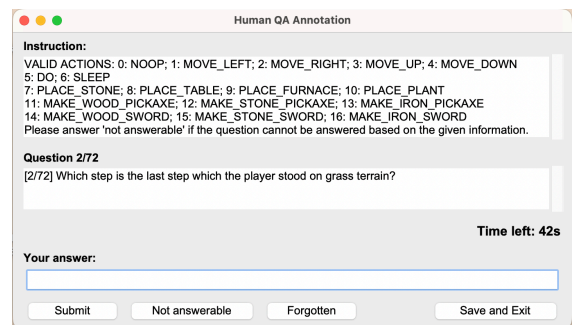 Human QA Annotation
Instruction:
VALID ACTIONS: 0: NOOP; 1: MOVE_LEFT; 2: MOVE_RIGHT; 3: MOVE_UP; 4: MOVE_DOWN
5: DO; 6: SLEEP
7: PLACE_STONE; 8: PLACE_TABLE; 9: PLACE_FURNACE; 10: PLACE_PLANT
11: MAKE_WOOD_PICKAXE; 12: MAKE_STONE_PICKAXE; 13: MAKE_IRON_PICKAXE
14: MAKE_WOOD_SWORD; 15: MAKE_STONE_SWORD; 16: MAKE_IRON_SWORD
Please answer 'not answerable' if the question cannot be answered based on the given information.
Question 2/72
[2/72] Which step is the last step which the player stood on grass terrain?
Time left: 42s
Your answer:
Submit Not answerable Forgotten Save and Exit